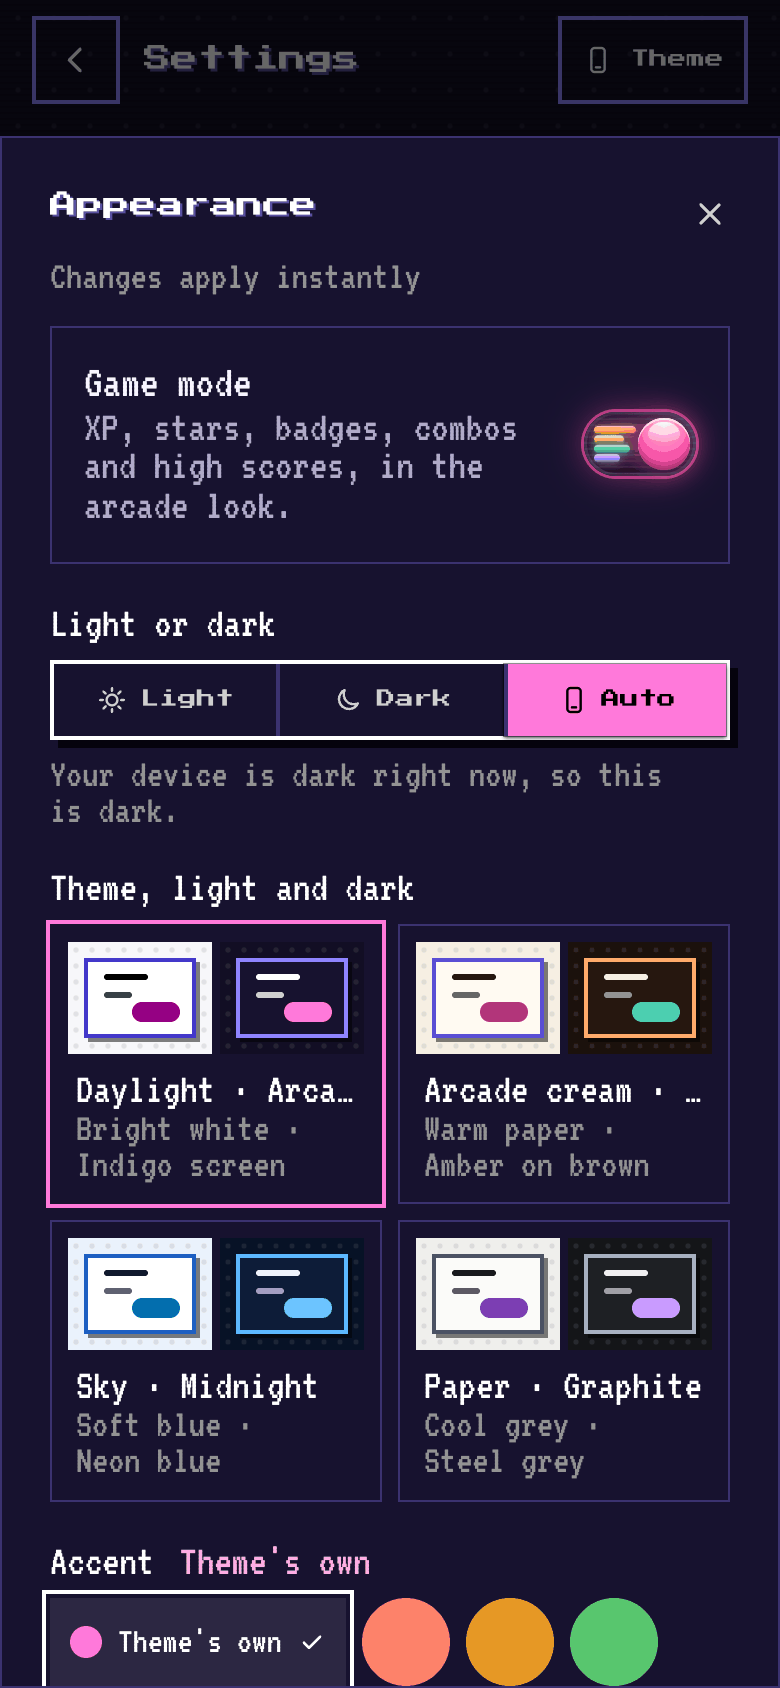 Settings
Theme
Appearance
Changes apply instantly
Game mode
XP, stars, badges, combos
and high scores, in the
arcade look.
Light or dark
Light
Dark
Auto
Your device is dark right now, so this
is dark.
Theme, light and dark
Daylight · Arca…
Bright white ·
Indigo screen
Arcade cream · …
Warm paper ·
Amber on brown
Sky · Midnight
Soft blue ·
Neon blue
Paper · Graphite
Cool grey ·
Steel grey
Accent Theme's own
Theme's own